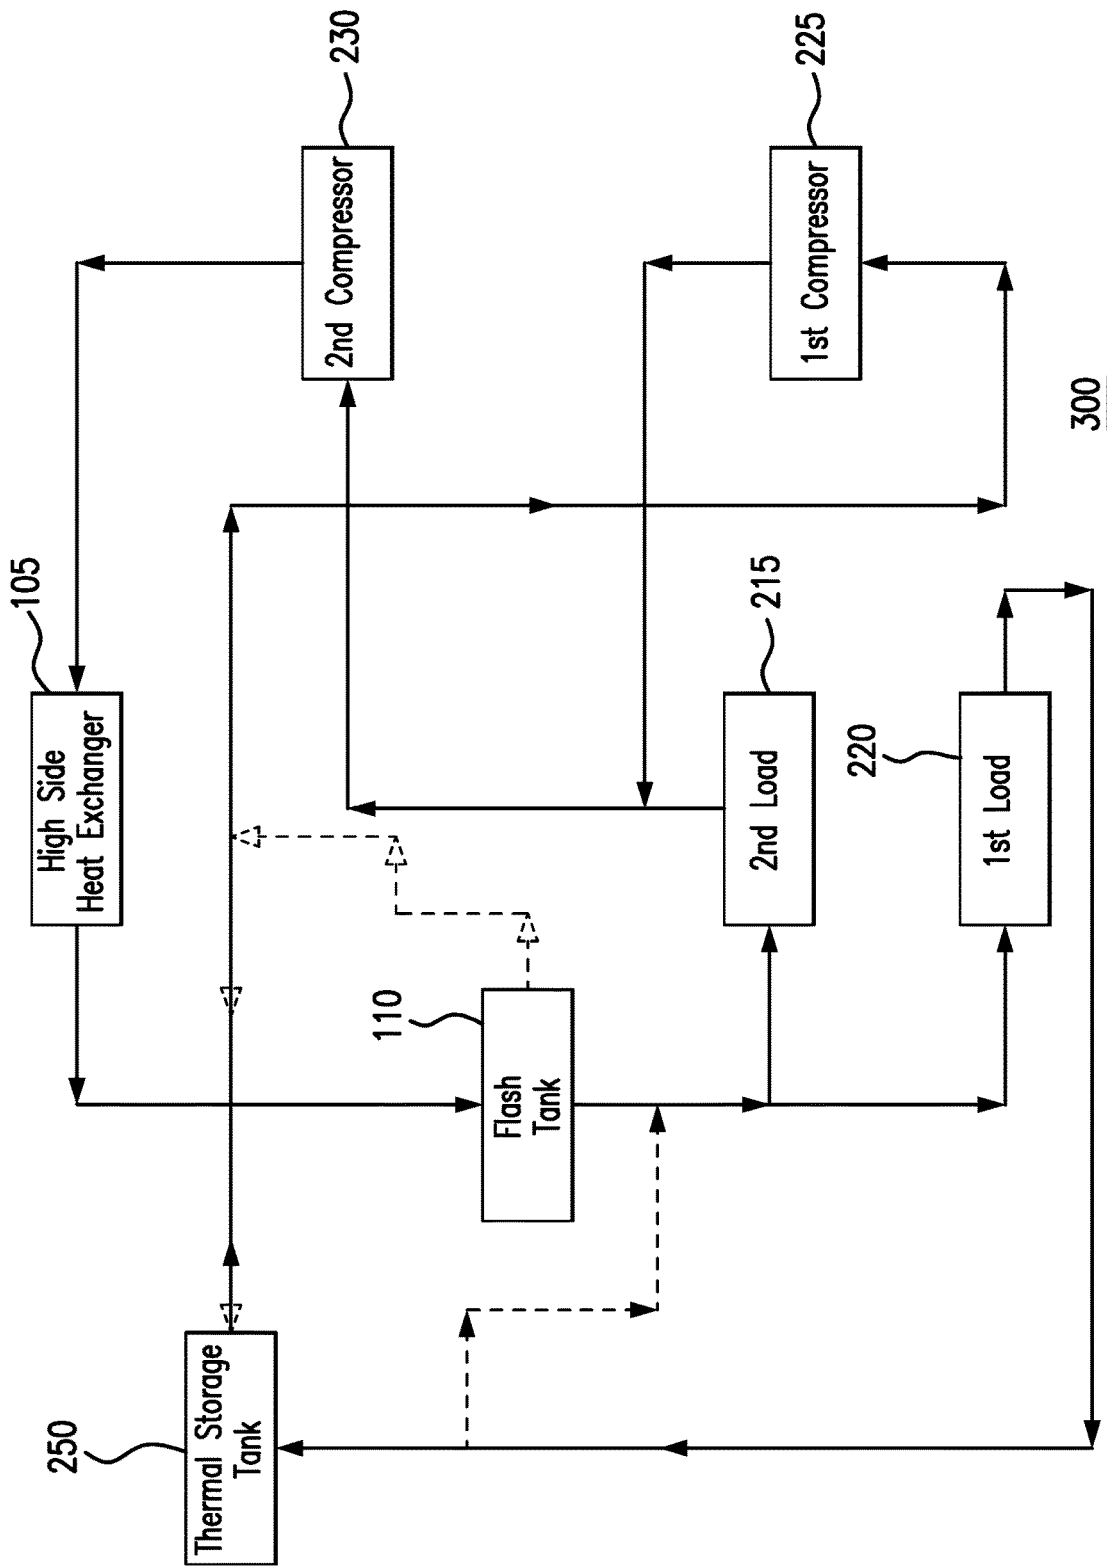 250
Thermal Storage
Tank
105
High Side
Heat Exchanger
230
2nd Compressor
110
Flash
Tank
215
2nd Load
225
1st Compressor
220
1st Load
300